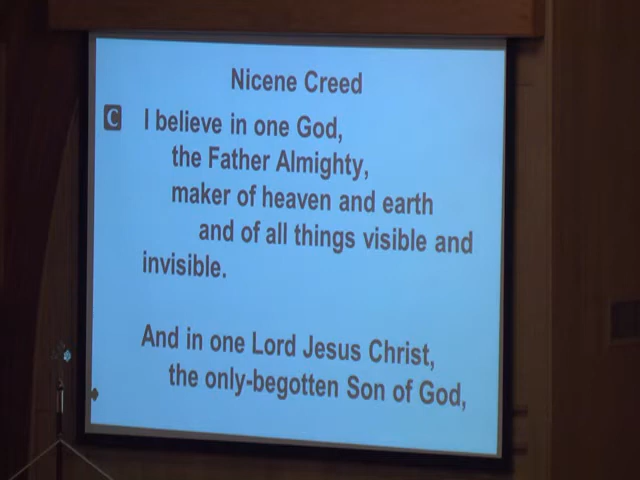 Nicene Creed
C I believe in one God,
the Father Almighty,
maker of heaven and earth
and of all things visible and
invisible.
And in one Lord Jesus Christ,
the only-begotten Son of God,